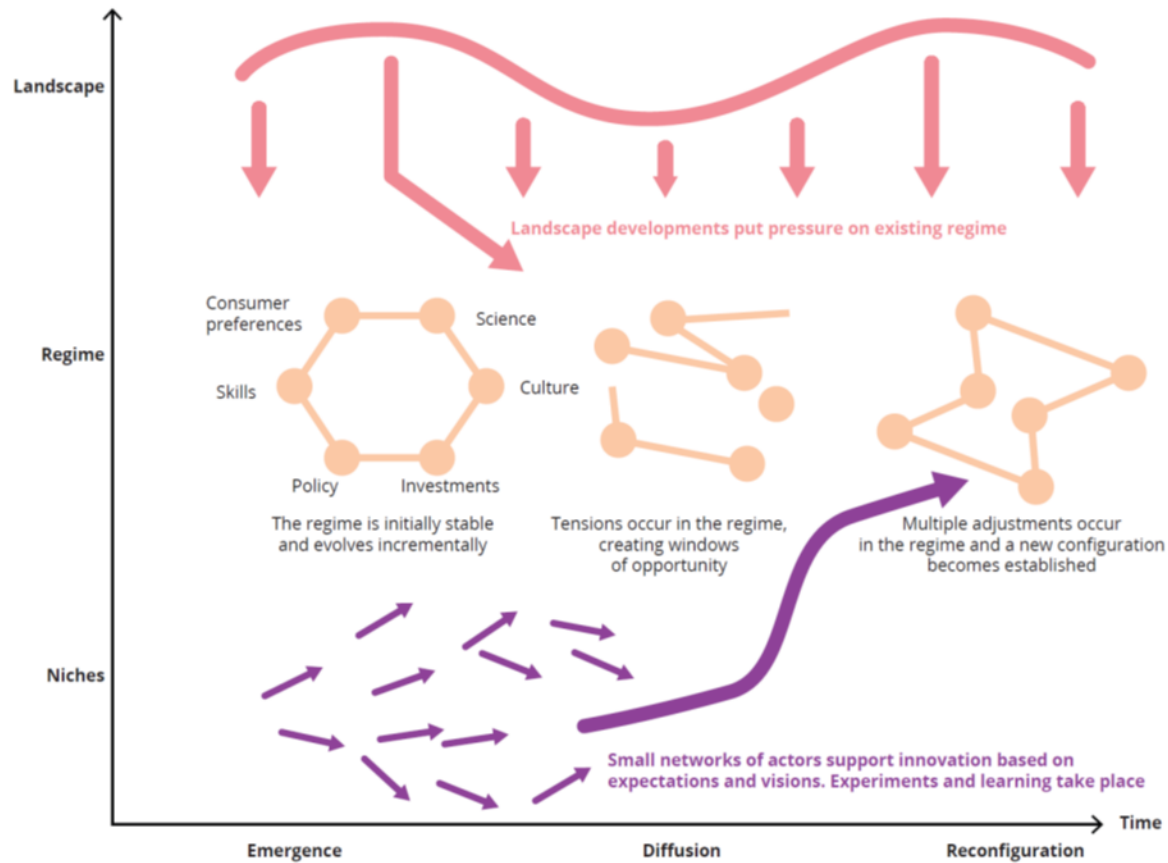 Landscape
Landscape developments put pressure on existing regime
Regime
Consumer
preferences
Science
Skills
Culture
Policy
Investments
The regime is initially stable
and evolves incrementally
Tensions occur in the regime,
creating windows
of opportunity
Multiple adjustments occur
in the regime and a new configuration
becomes established
Niches
Small networks of actors support innovation based on
expectations and visions. Experiments and learning take place
Time
Emergence
Diffusion
Reconfiguration